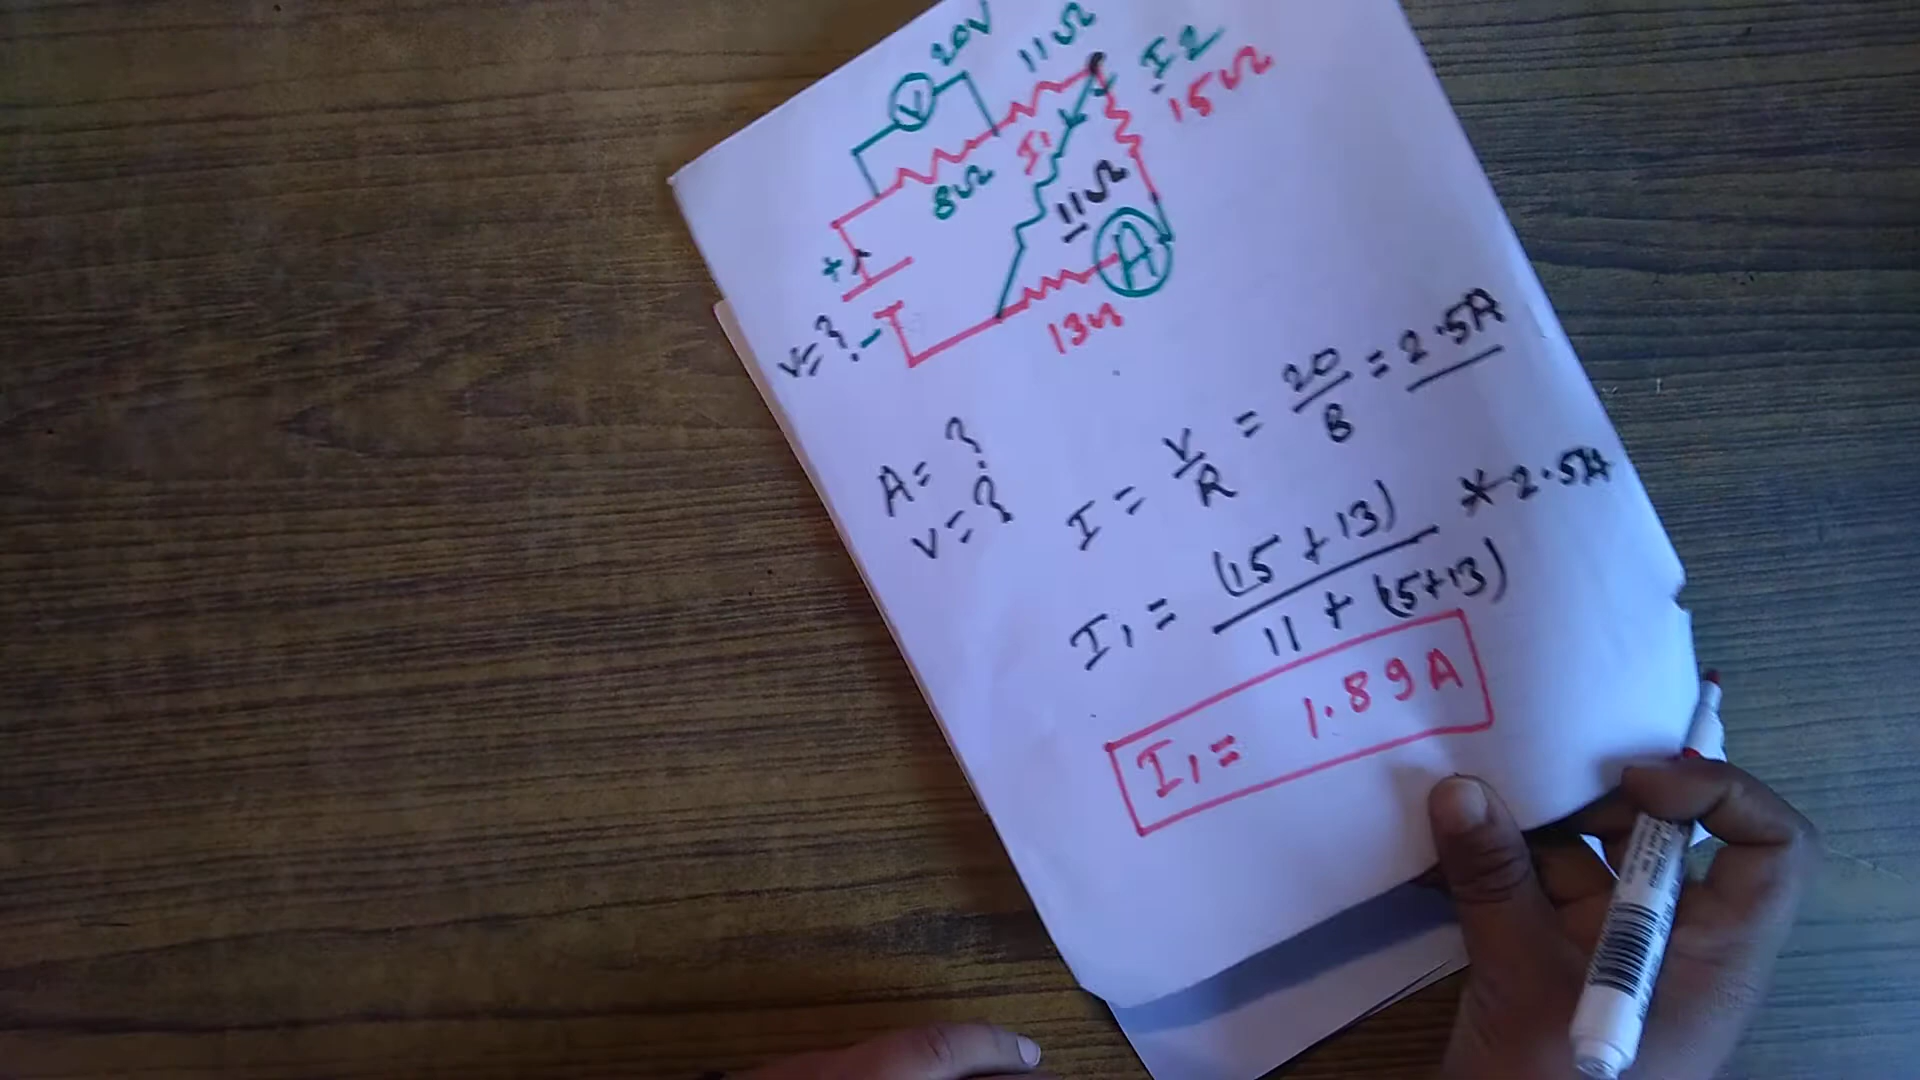 20V
V
11Ω
I2
15Ω
8Ω
I1
11Ω
A
+
13Ω
V=?
-
A=?
V=?
I = V/R = 20/8 = 2.5A
I1 = (15+13)/11+(15+13) * 2.5A
I1 = 1.89A